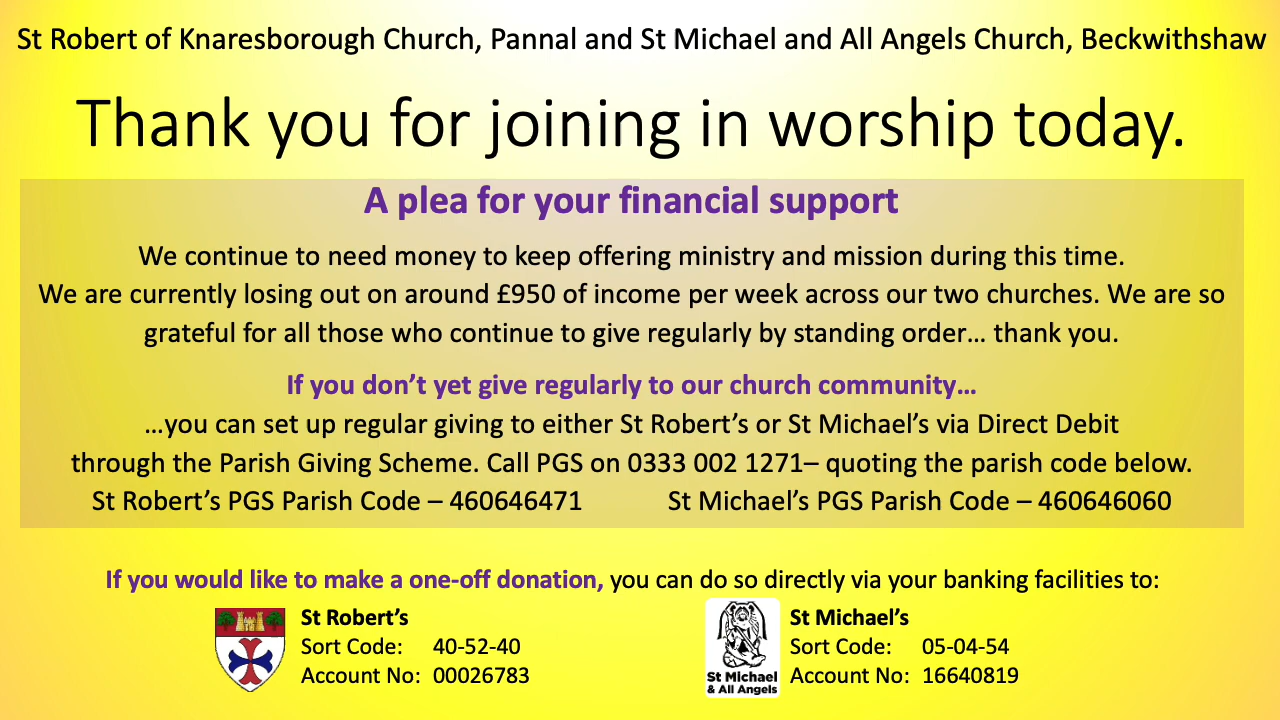 St Robert of Knaresborough Church, Pannal and St Michael and All Angels Church, Beckwithshaw
Thank you for joining in worship today.
A plea for your financial support
We continue to need money to keep offering ministry and mission during this time.
We are currently losing out on around £950 of income per week across our two churches. We are so
grateful for all those who continue to give regularly by standing order… thank you.
If you don’t yet give regularly to our church community…
…you can set up regular giving to either St Robert’s or St Michael’s via Direct Debit
through the Parish Giving Scheme. Call PGS on 0333 002 1271– quoting the parish code below.
St Robert’s PGS Parish Code – 460646471 St Michael’s PGS Parish Code – 460646060
If you would like to make a one-off donation, you can do so directly via your banking facilities to:
St Robert’s
Sort Code: 40-52-40
Account No: 00026783
St Michael
& All Angels
St Michael’s
Sort Code: 05-04-54
Account No: 16640819